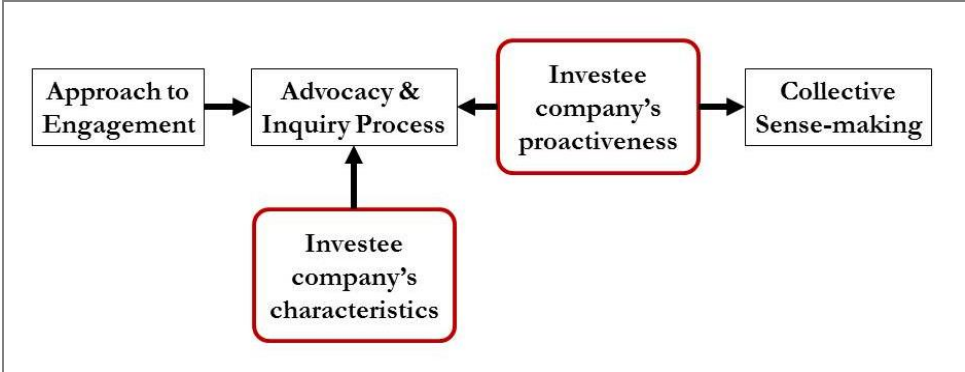 Approach to
Engagement
Advocacy &
Inquiry Process
Investee
company’s
proactiveness
Collective
Sense-making
Investee
company’s
characteristics